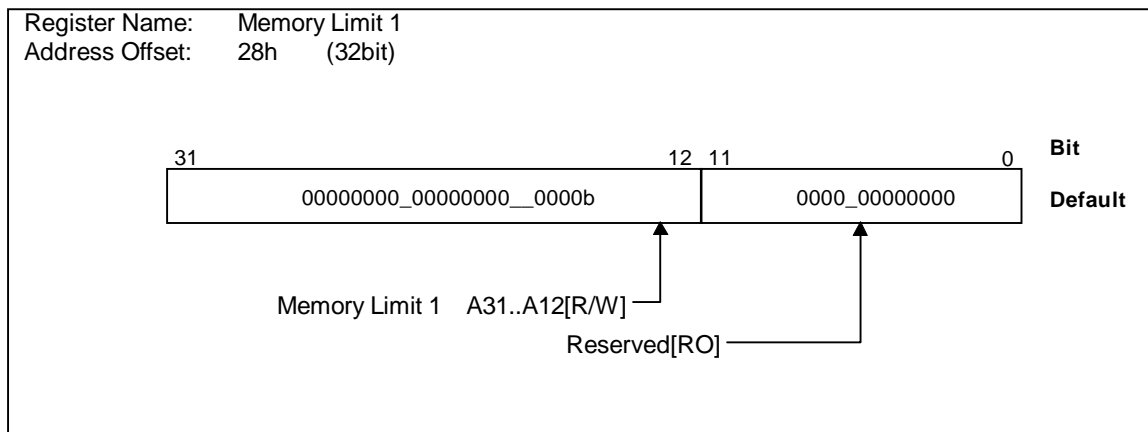 Register Name: Memory Limit 1
Address Offset: 28h (32bit)
31 12 11 0 Bit
00000000_00000000__0000b 0000_00000000 Default
Memory Limit 1 A31..A12[R/W]
Reserved[RO]